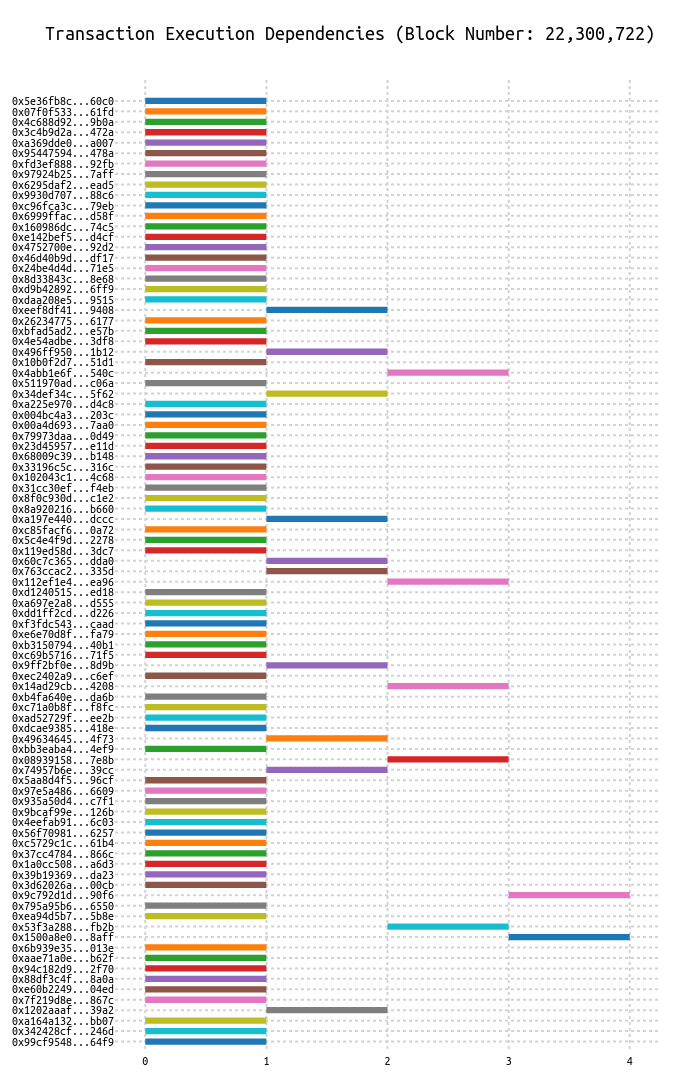 Transaction Execution Dependencies (Block Number: 22,300,722)
0x5e36fb8c...60c0
0x07f0f533...61fd
0x4c688d92...9b0a
0x3c4b9d2a...472a
0xa369dde0...a007
0x95447594...478a
0xfd3ef888...92fb
0x97924b25...7aff
0x6295daf2...ead5
0x9930d707...88c6
0xc96fca3c...79eb
0x6999ffac...d58f
0x160986dc...74c5
0xe142bef5...d4cf
0x4752700e...92d2
0x46d40b9d...df17
0x24be4d4d...71e5
0x8d33843c...8e68
0xd9b42892...6ff9
0xdaa208e5...9515
0xeef8df41...9408
0x26234775...6177
0xbfad5ad2...e57b
0x4e54adbe...3df8
0x496ff950...1b12
0x10b0f2d7...51d1
0x4abb1e6f...540c
0x511970ad...c06a
0x34def34c...5f62
0xa225e970...d4c8
0x004bc4a3...203c
0x00a4d693...7aa0
0x79973daa...0d49
0x23d45957...e11d
0x68009c39...b148
0x33196c5c...316c
0x102043c1...4c68
0x31cc30ef...f4eb
0x8f0c930d...c1e2
0x8a920216...b660
0xa197e440...dccc
0xc85facf6...0a72
0x5c4e4f9d...2278
0x119ed58d...3dc7
0x60c7c365...dda0
0x763ccac2...335d
0x112ef1e4...ea96
0xd1240515...ed18
0xa697e2a8...d555
0xdd1ff2cd...d226
0xf3fdc543...caad
0xe6e70d8f...fa79
0xb3150794...40b1
0xc69b5716...71f5
0x9ff2bf0e...8d9b
0xec2402a9...c6ef
0x14ad29cb...4208
0xb4fa640e...da6b
0xc71a0b8f...f8fc
0xad52729f...ee2b
0xdcae9385...418e
0x49634645...4f73
0xbb3eaba4...4ef9
0x08939158...7e8b
0x74957b6e...39cc
0x5aa8d4f5...96cf
0x97e5a486...6609
0x935a50d4...c7f1
0x9bcaf99e...126b
0x4eefab91...6c03
0x56f70981...6257
0xc5729c1c...61b4
0x37cc4784...866c
0x1a0cc508...a6d3
0x39b19369...da23
0x3d62026a...00cb
0x9c792d1d...90f6
0x795a95b6...6550
0xea94d5b7...5b8e
0x53f3a288...fb2b
0x1500a8e0...8aff
0x6b939e35...013e
0xaae71a0e...b62f
0x94c182d9...2f70
0x88df3c4f...8a0a
0xe60b2249...04ed
0x7f219d8e...867c
0x1202aaaf...39a2
0xa164a132...bb07
0x342428cf...246d
0x99cf9548...64f9
0 1 2 3 4